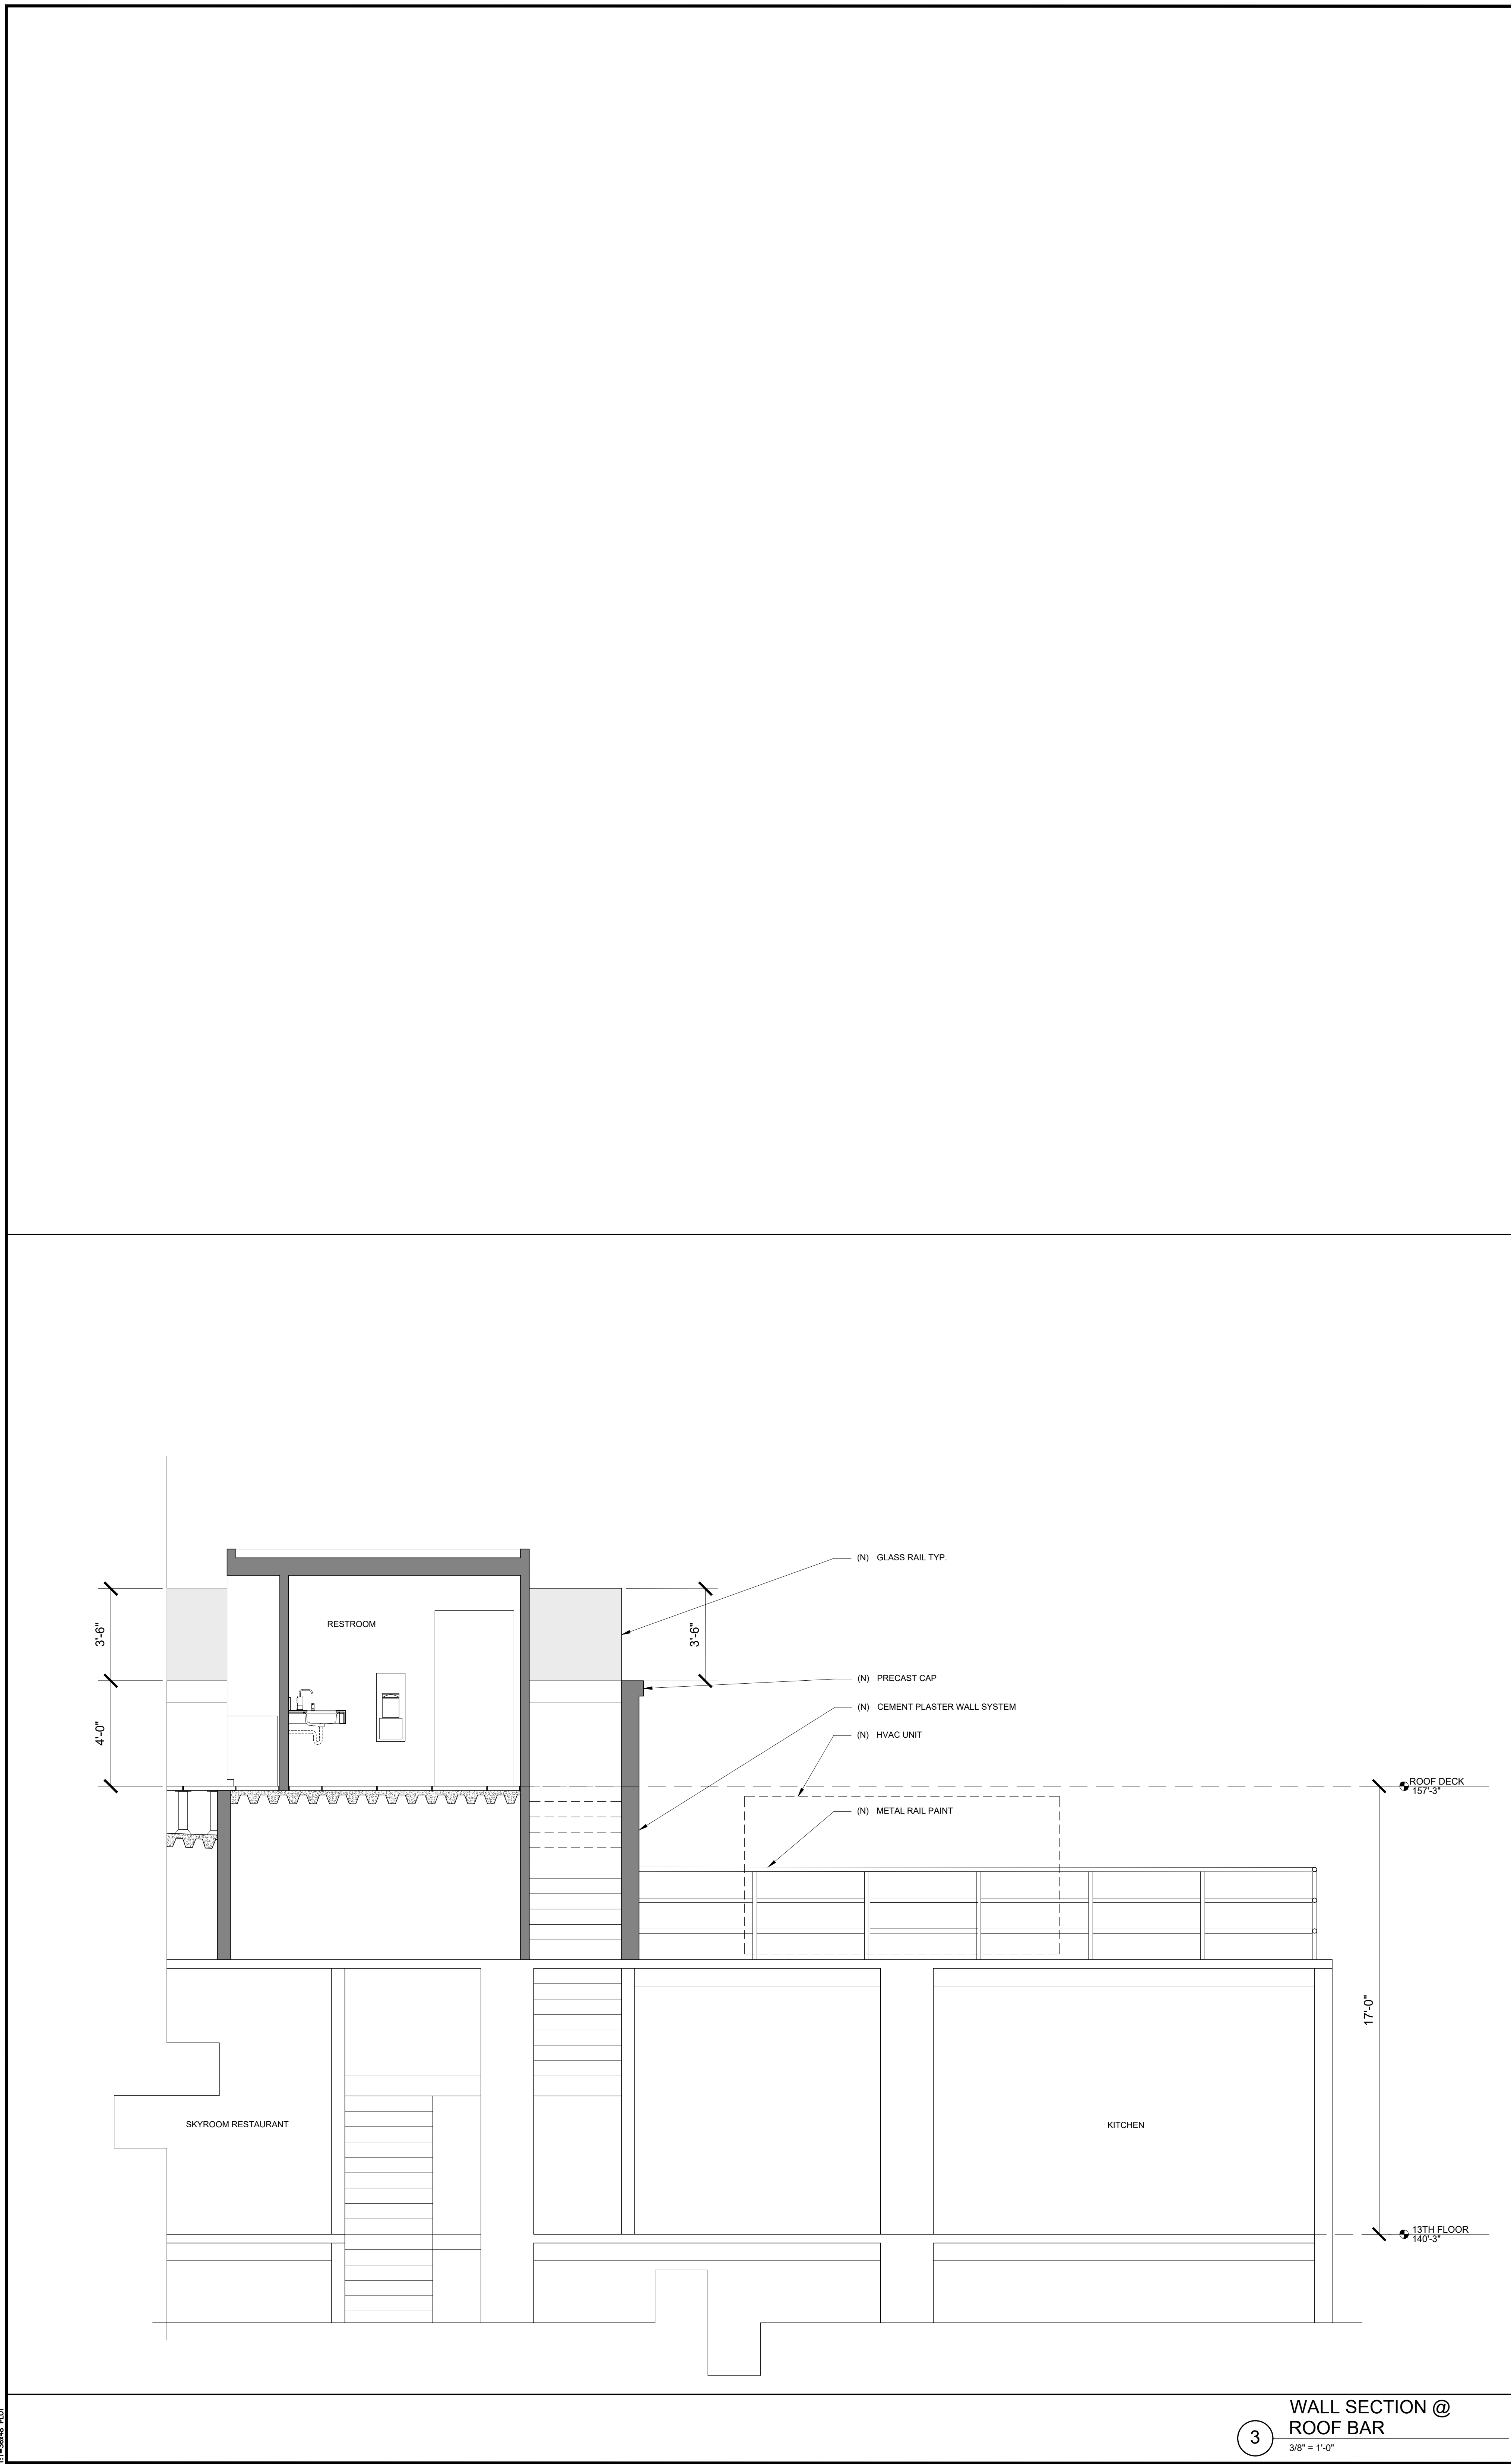 (N) GLASS RAIL TYP.
3'-6"
RESTROOM
3'-6"
(N) PRECAST CAP
(N) CEMENT PLASTER WALL SYSTEM
4'-0"
(N) HVAC UNIT
ROOF DECK
157'-3"
(N) METAL RAIL PAINT
17'-0"
SKYROOM RESTAURANT
KITCHEN
13TH FLOOR
140'-3"
WALL SECTION @
ROOF BAR
3
3/8" = 1'-0"